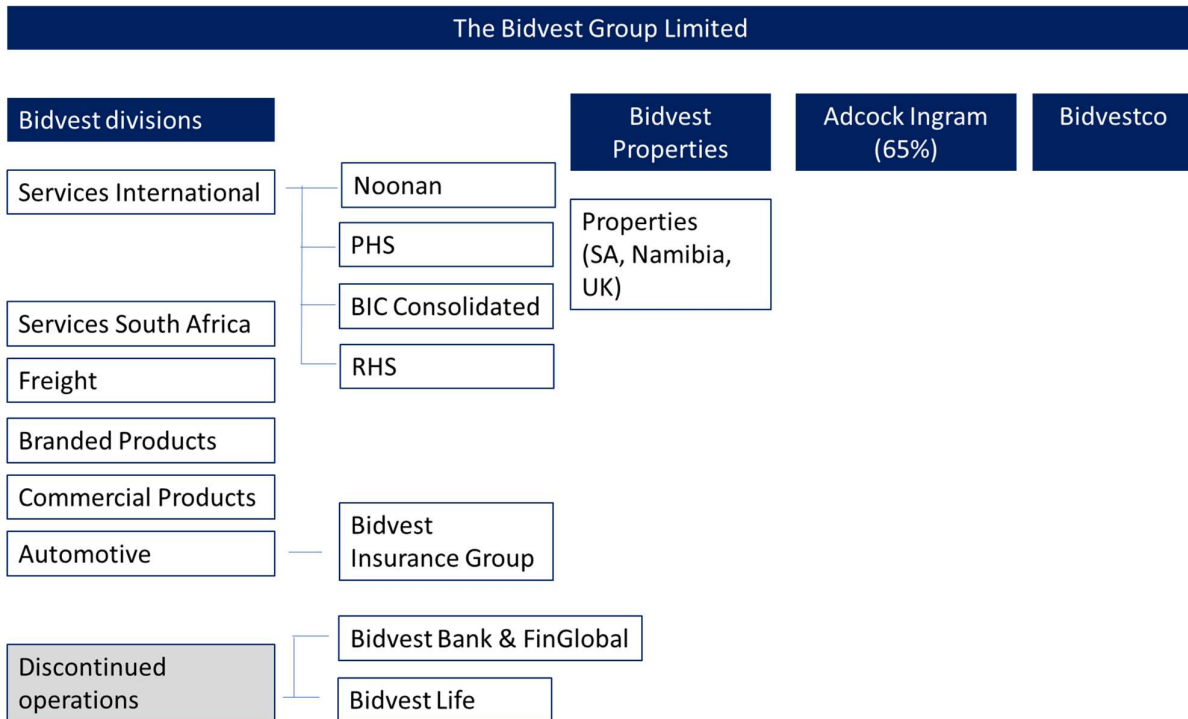 The Bidvest Group Limited
Bidvest divisions
Services International
Services South Africa
Freight
Branded Products
Commercial Products
Automotive
Discontinued
operations
Noonan
PHS
BIC Consolidated
RHS
Bidvest
Insurance Group
Bidvest Bank & FinGlobal
Bidvest Life
Bidvest
Properties
Properties
(SA, Namibia,
UK)
Adcock Ingram
(65%)
Bidvestco